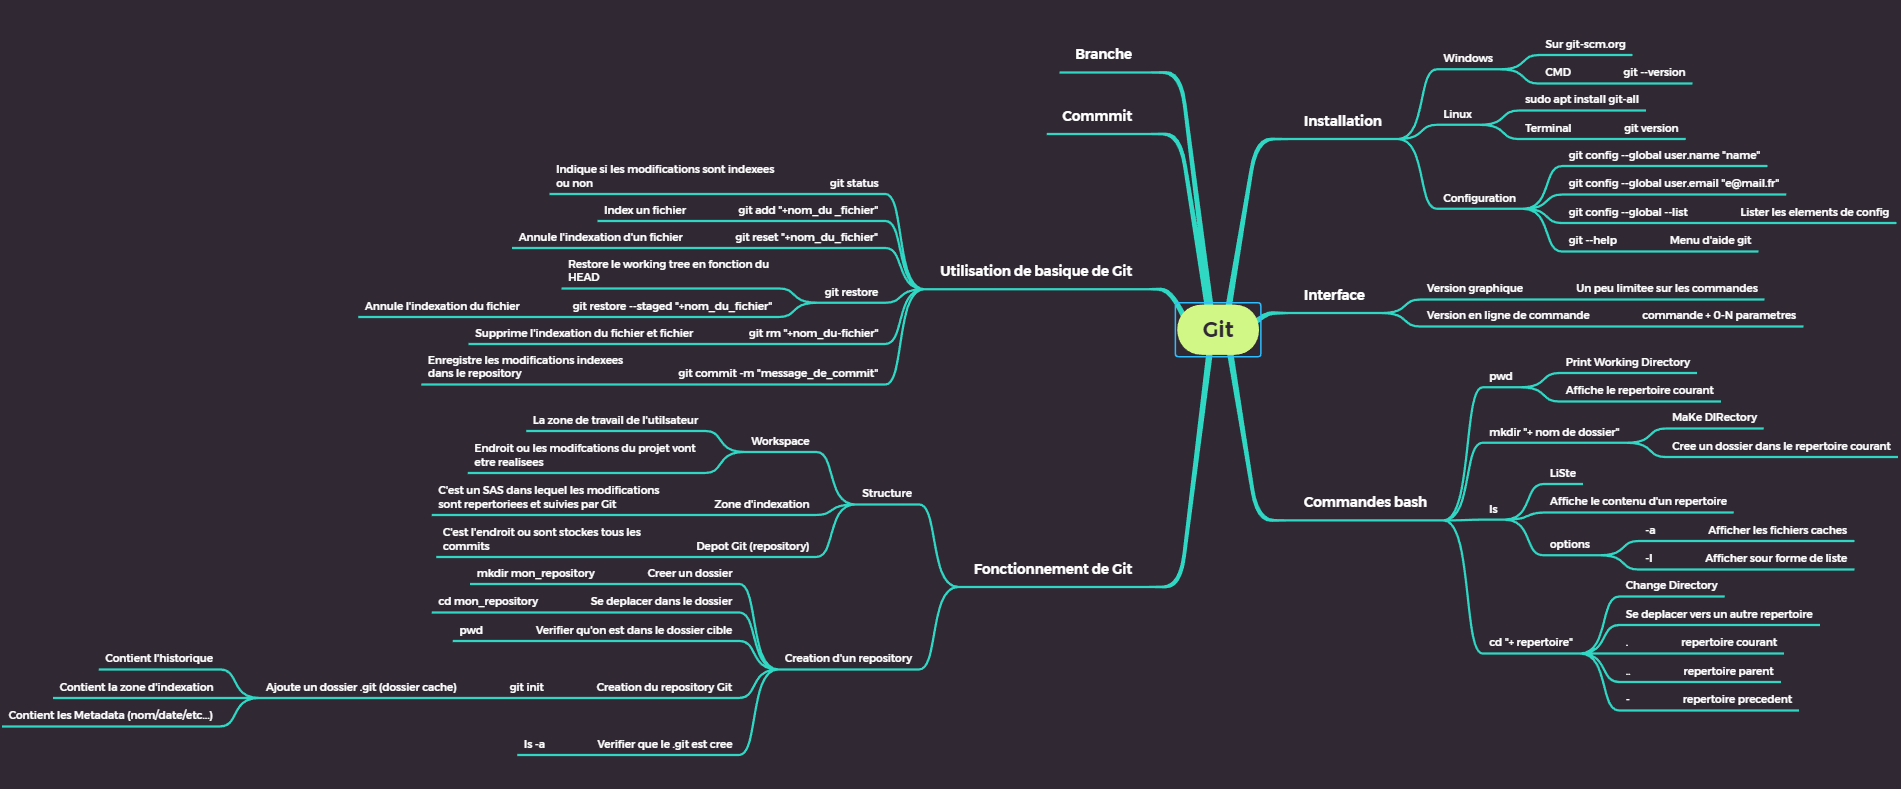 Git
Branche
Commmit
Utilisation de basique de Git
git status
Indique si les modifications sont indexees
ou non
git add "+nom_du _fichier"
Index un fichier
git reset "+nom_du_fichier"
Annule l'indexation d'un fichier
git restore
Restore le working tree en fonction du
HEAD
git restore --staged "+nom_du_fichier"
Annule l'indexation du fichier
git rm "+nom_du-fichier"
Supprime l'indexation du fichier et fichier
git commit -m "message_de_commit"
Enregistre les modifications indexees
dans le repository
Fonctionnement de Git
Structure
Workspace
La zone de travail de l'utilsateur
Endroit ou les modifcations du projet vont
etre realisees
Zone d'indexation
C'est un SAS dans lequel les modifications
sont repertoriees et suivies par Git
Depot Git (repository)
C'est l'endroit ou sont stockes tous les
commits
Creation d'un repository
Creer un dossier
mkdir mon_repository
Se deplacer dans le dossier
cd mon_repository
Verifier qu'on est dans le dossier cible
pwd
Creation du repository Git
git init
Ajoute un dossier .git (dossier cache)
Contient l'historique
Contient la zone d'indexation
Contient les Metadata (nom/date/etc...)
Verifier que le .git est cree
ls -a
Installation
Windows
Sur git-scm.org
CMD
git --version
Linux
sudo apt install git-all
Terminal
git version
Configuration
git config --global user.name "name"
git config --global user.email "e@mail.fr"
git config --global --list
Lister les elements de config
git --help
Menu d'aide git
Interface
Version graphique
Un peu limitee sur les commandes
Version en ligne de commande
commande + 0-N parametres
Commandes bash
pwd
Print Working Directory
Affiche le repertoire courant
mkdir "+ nom de dossier"
MaKe DIRectory
Cree un dossier dans le repertoire courant
ls
LiSte
Affiche le contenu d'un repertoire
options
-a
Afficher les fichiers caches
-l
Afficher sour forme de liste
cd "+ repertoire"
Change Directory
Se deplacer vers un autre repertoire
.
repertoire courant
..
repertoire parent
-
repertoire precedent